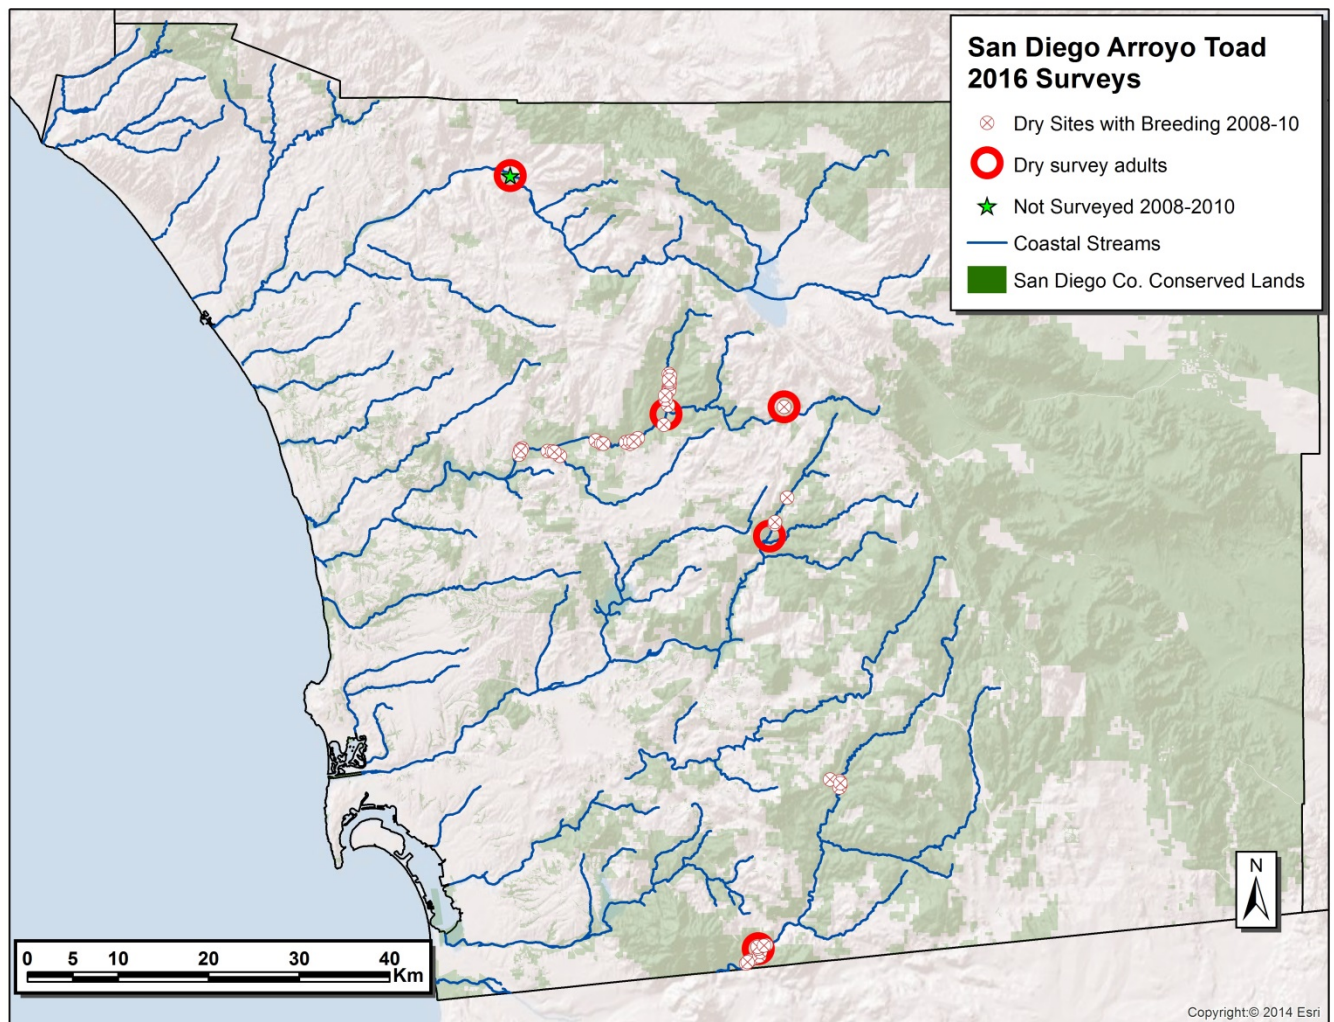 San Diego Arroyo Toad
2016 Surveys
Dry Sites with Breeding 2008-10
Dry survey adults
Not Surveyed 2008-2010
Coastal Streams
San Diego Co. Conserved Lands
N
0 5 10 20 30 40
Km
Copyright:© 2014 Esri